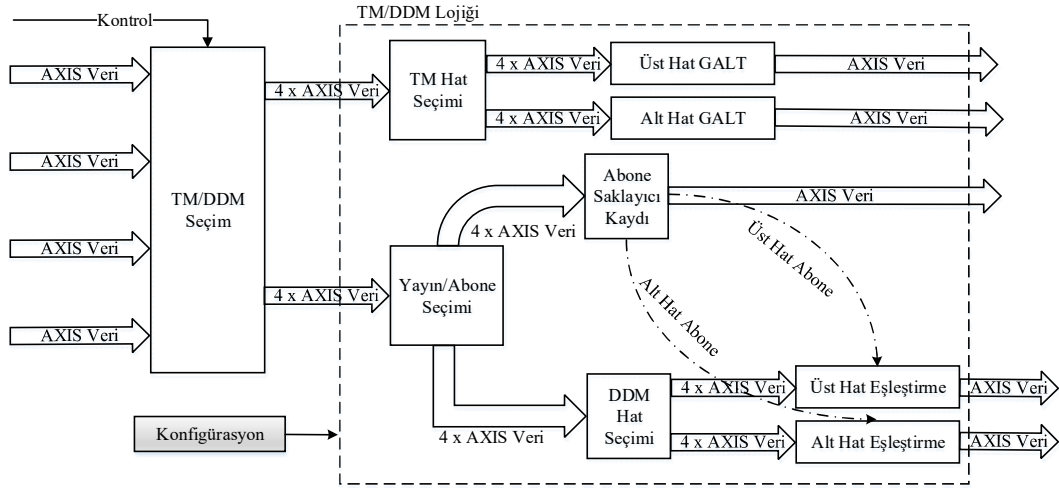 TM/DDM Lojiği
Kontrol
AXIS Veri
AXIS Veri
AXIS Veri
AXIS Veri
TM/DDM
Seçim
4 x AXIS Veri
4 x AXIS Veri
TM Hat
Seçimi
4 x AXIS Veri
4 x AXIS Veri
Üst Hat GALT
Alt Hat GALT
AXIS Veri
AXIS Veri
Yayın/Abone
Seçimi
4 x AXIS Veri
Abone
Saklayıcı
Kaydı
AXIS Veri
Üst Hat Abone
Alt Hat Abone
4 x AXIS Veri
DDM
Hat
Seçimi
4 x AXIS Veri
4 x AXIS Veri
Üst Hat Eşleştirme
Alt Hat Eşleştirme
AXIS Veri
AXIS Veri
Konfigürasyon